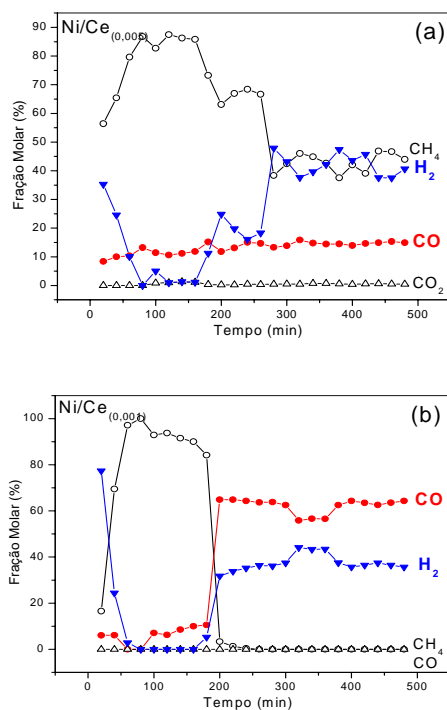 Ni/Ce(0,005)
(a)
90
80
70
60
50
40
30
20
10
0
Fração Molar (%)
CH4
H2
CO
CO2
0 100 200 300 400 500
Tempo (min)
Ni/Ce(0,001)
(b)
100
80
60
40
20
0
Fração Molar (%)
CO
H2
CH4
CO
0 100 200 300 400 500
Tempo (min)